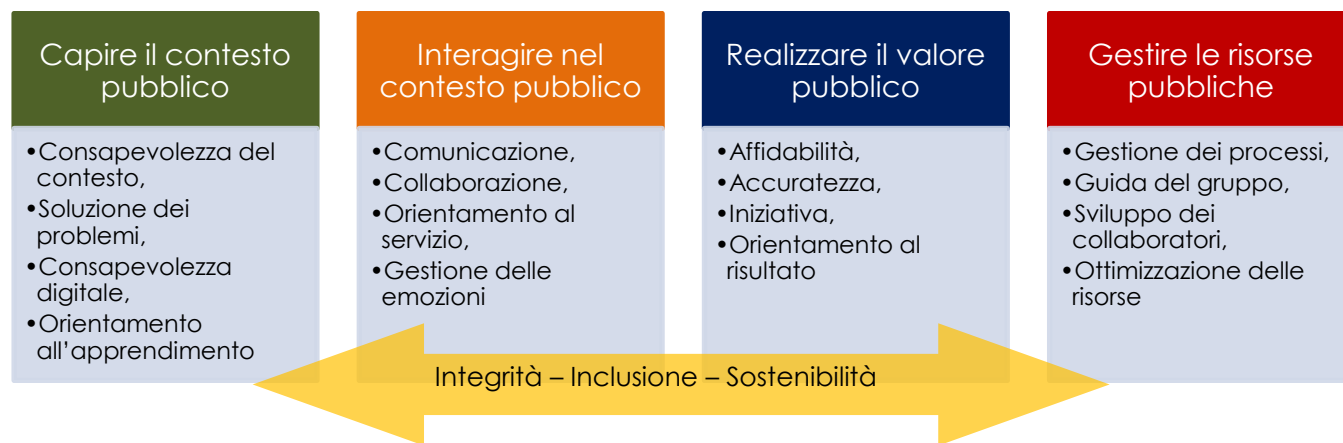 Capire il contesto
pubblico
•Consapevolezza del
contesto,
•Soluzione dei
problemi,
•Consapevolezza
digitale,
•Orientamento
all'apprendimento
Interagire nel
contesto pubblico
•Comunicazione,
•Collaborazione,
•Orientamento al
servizio,
•Gestione delle
emozioni
Realizzare il valore
pubblico
•Affidabilità,
•Accuratezza,
•Iniziativa,
•Orientamento al
risultato
Gestire le risorse
pubbliche
•Gestione dei processi,
•Guida del gruppo,
•Sviluppo dei
collaboratori,
•Ottimizzazione delle
risorse
Integrità – Inclusione – Sostenibilità